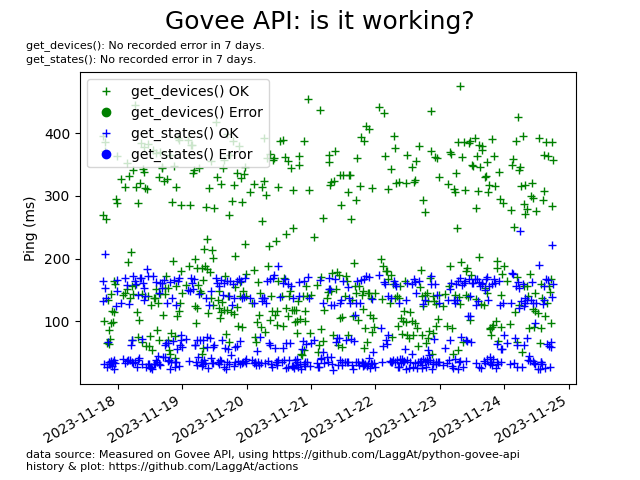 Govee API: is it working?
get_devices(): No recorded error in 7 days.
get_states(): No recorded error in 7 days.
get_devices() OK
get_devices() Error
get_states() OK
get_states() Error
Ping (ms)
400
300
200
100
2023-11-18
2023-11-19
2023-11-20
2023-11-21
2023-11-22
2023-11-23
2023-11-24
2023-11-25
data source: Measured on Govee API, using https://github.com/LaggAt/python-govee-api
history & plot: https://github.com/LaggAt/actions